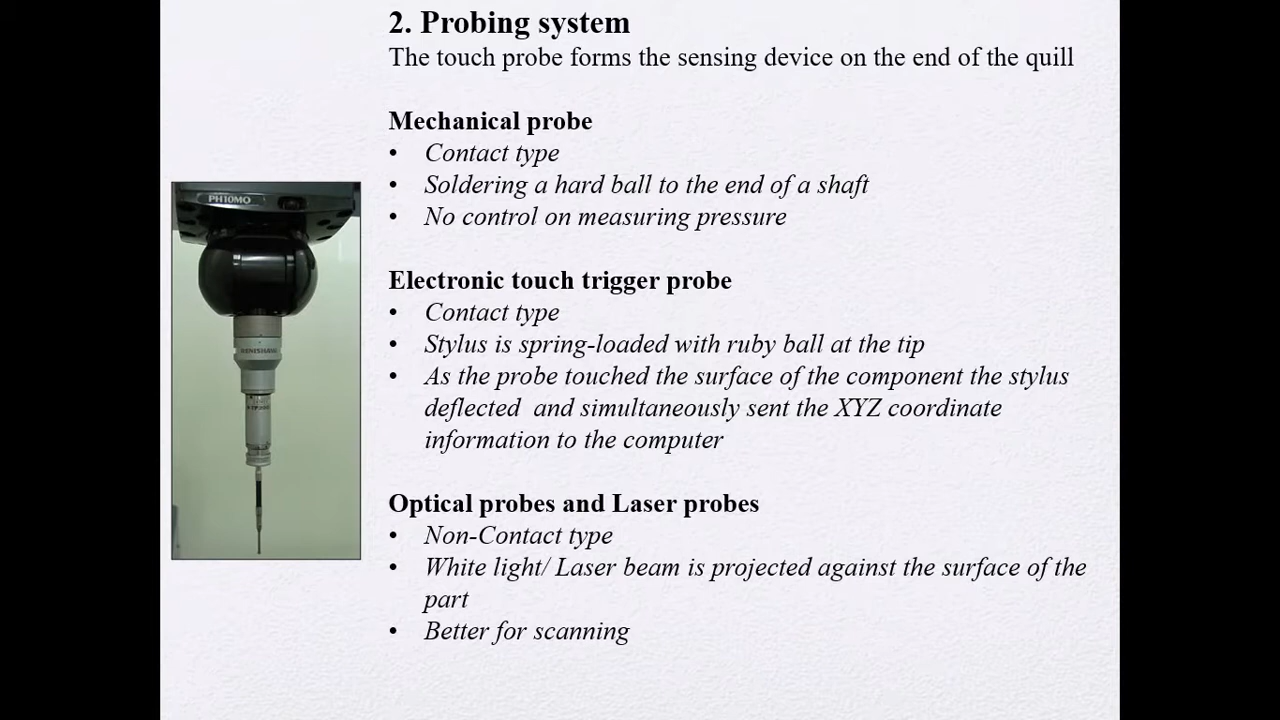 2. Probing system
The touch probe forms the sensing device on the end of the quill
Mechanical probe
• Contact type
• Soldering a hard ball to the end of a shaft
• No control on measuring pressure
Electronic touch trigger probe
• Contact type
• Stylus is spring-loaded with ruby ball at the tip
• As the probe touched the surface of the component the stylus
deflected and simultaneously sent the XYZ coordinate
information to the computer
Optical probes and Laser probes
• Non-Contact type
• White light/ Laser beam is projected against the surface of the
part
• Better for scanning
PH10MO
RENISHAW